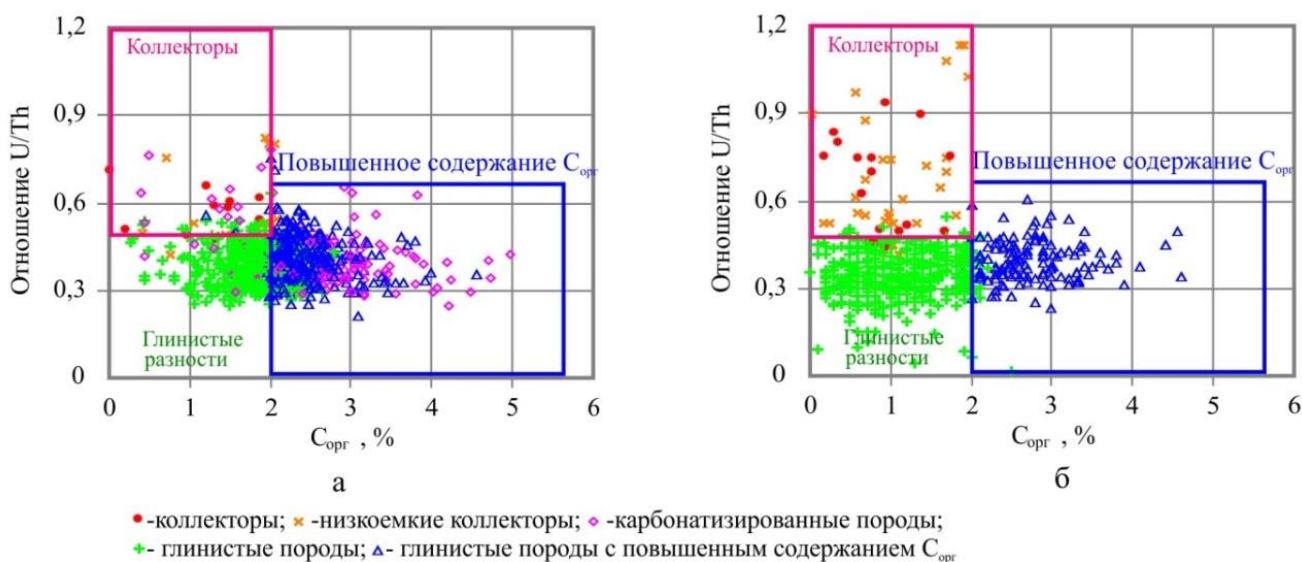 1,2
0,9
0,6
0,3
0
Отношение U/Th
Коллекторы
Повышенное содержание Cорг
Глинистые
разности
0 1 2 3 4 5 6
Cорг , %
а
1,2
0,9
0,6
0,3
0
Отношение U/Th
Коллекторы
Повышенное содержание Cорг
Глинистые
разности
0 1 2 3 4 5 6
Cорг , %
б
-коллекторы; -низкоемкие коллекторы; -карбонатизированные породы;
- глинистые породы; - глинистые породы с повышенным содержанием Cорг